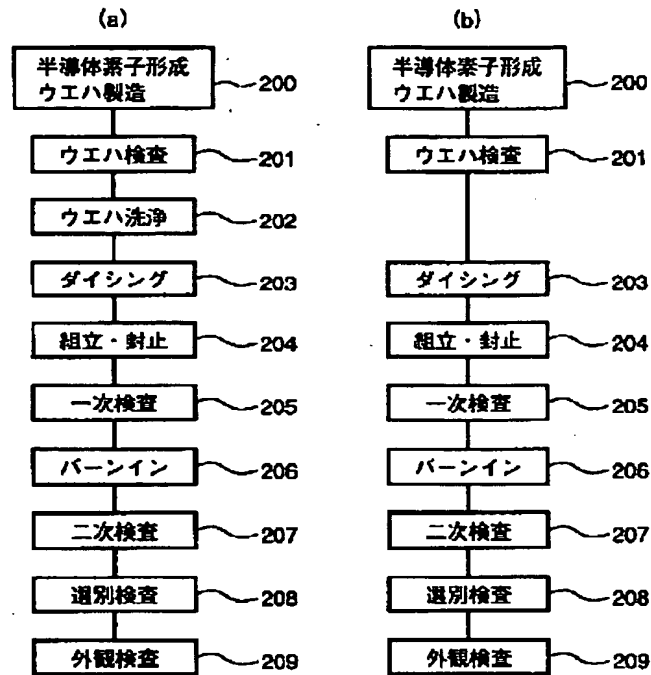 (a)
半導体素子形成
ウエハ製造
200
ウエハ検査
201
ウエハ洗浄
202
ダイシング
203
組立・封止
204
一次検査
205
バーンイン
206
二次検査
207
選別検査
208
外観検査
209
(b)
半導体素子形成
ウエハ製造
200
ウエハ検査
201
ダイシング
203
組立・封止
204
一次検査
205
バーンイン
206
二次検査
207
選別検査
208
外観検査
209